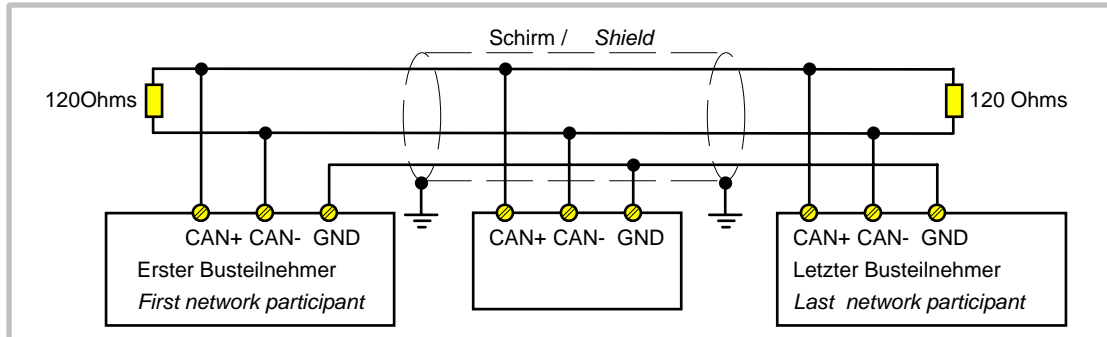 Schirm / Shield
120Ohms
120 Ohms
CAN+ CAN- GND
CAN+ CAN- GND
CAN+ CAN- GND
Erster Busteilnehmer
First network participant
Letzter Busteilnehmer
Last network participant